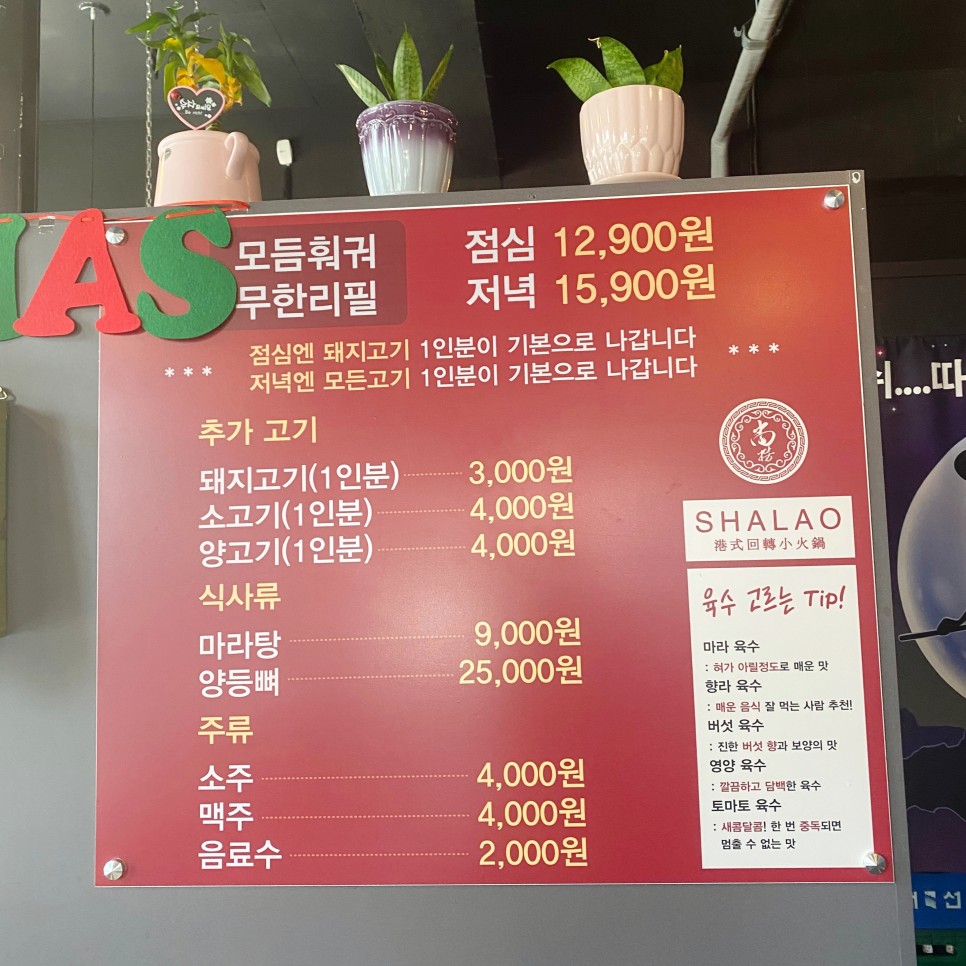 IAS
모듬훠궈 점심 12,900원
무한리필 저녁 15,900원
*** 점심엔 돼지고기 1인분이 기본으로 나갑니다 ***
저녁엔 모든고기 1인분이 기본으로 나갑니다
추가 고기
돼지고기(1인분) 3,000원
소고기(1인분) 4,000원
양고기(1인분) 4,000원
식사류
마라탕 9,000원
양등뼈 25,000원
주류
소주 4,000원
맥주 4,000원
음료수 2,000원
SHALAO
港式回轉小火鍋
육수 고르는 Tip!
마라 육수
: 혀가 아릴정도로 매운 맛
향라 육수
: 매운 음식 잘 먹는 사람 추천!
버섯 육수
: 진한 버섯 향과 보양의 맛
영양 육수
: 깔끔하고 담백한 육수
토마토 육수
: 새콤달콤! 한 번 중독되면
멈출 수 없는 맛
....따
선